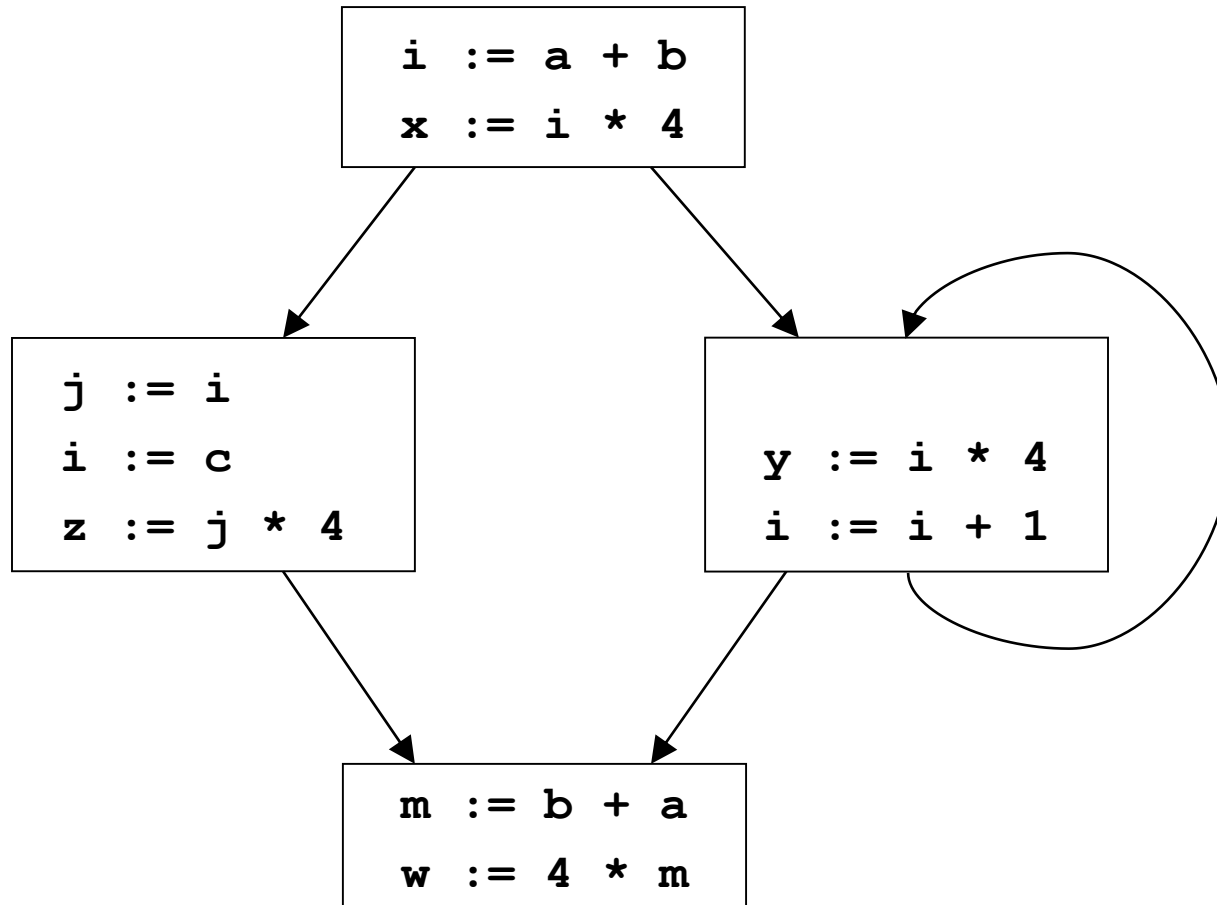 i := a + b
x := i * 4
j := i
i := c
z := j * 4
y := i * 4
i := i + 1
m := b + a
w := 4 * m